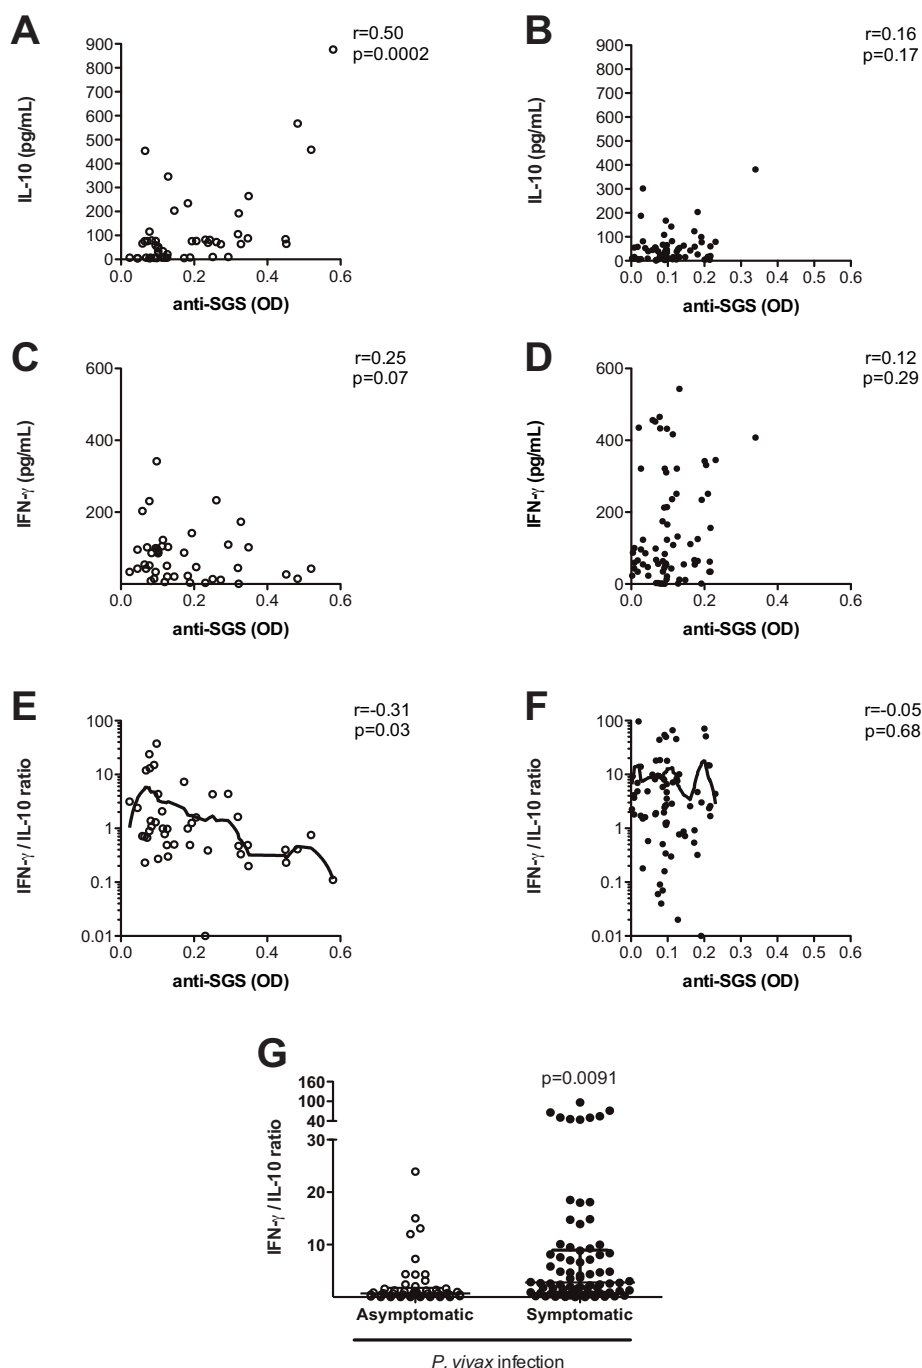 A
r=0.50
p=0.0002
900
800
700
600
500
400
300
200
100
0
IL-10 (pg/mL)
0.0 0.2 0.4 0.6
anti-SGS (OD)
B
r=0.16
p=0.17
900
800
700
600
500
400
300
200
100
0
IL-10 (pg/mL)
0 0.1 0.2 0.3 0.4 0.5 0.6
anti-SGS (OD)
C
r=0.25
p=0.07
600
400
200
0
IFN-γ (pg/mL)
0.0 0.2 0.4 0.6
anti-SGS (OD)
D
r=0.12
p=0.29
600
400
200
0
IFN-γ (pg/mL)
0.0 0.2 0.4 0.6
anti-SGS (OD)
E
r=-0.31
p=0.03
100
10
1
0.1
0.01
IFN-γ / IL-10 ratio
0.0 0.2 0.4 0.6
anti-SGS (OD)
F
r=-0.05
p=0.68
100
10
1
0.1
0.01
IFN-γ / IL-10 ratio
0 0.1 0.2 0.3 0.4 0.5 0.6
anti-SGS (OD)
G
p=0.0091
160
100
40
30
20
10
IFN-γ / IL-10 ratio
Asymptomatic Symptomatic
P. vivax infection